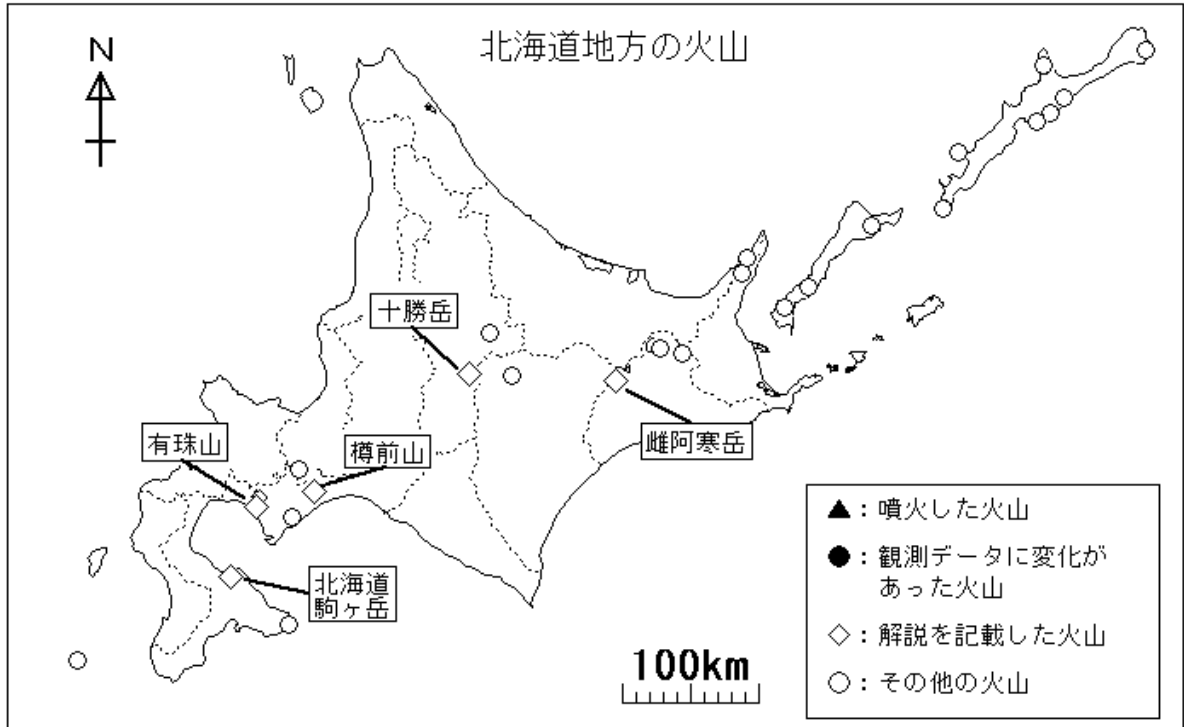 北海道地方の火山
N
十勝岳
有珠山
樽前山
雌阿寒岳
北海道
駒ヶ岳
100km
▲：噴火した火山
●：観測データに変化が
あった火山
◇：解説を記載した火山
○：その他の火山